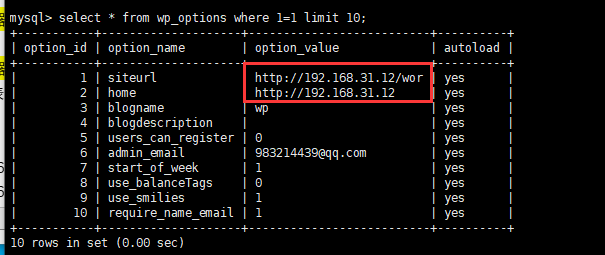 mysql> select * from wp_options where 1=1 limit 10;
+-----------+--------------------+-------------------------+----------+
| option_id | option_name | option_value | autoload |
+-----------+--------------------+-------------------------+----------+
| 1 | siteurl | http://192.168.31.12/wor | yes |
| 2 | home | http://192.168.31.12 | yes |
| 3 | blogname | wp | yes |
| 4 | blogdescription | | yes |
| 5 | users_can_register | 0 | yes |
| 6 | admin_email | 983214439@qq.com | yes |
| 7 | start_of_week | 1 | yes |
| 8 | use_balanceTags | 0 | yes |
| 9 | use_smilies | 1 | yes |
| 10 | require_name_email | 1 | yes |
+-----------+--------------------+-------------------------+----------+
10 rows in set (0.00 sec)